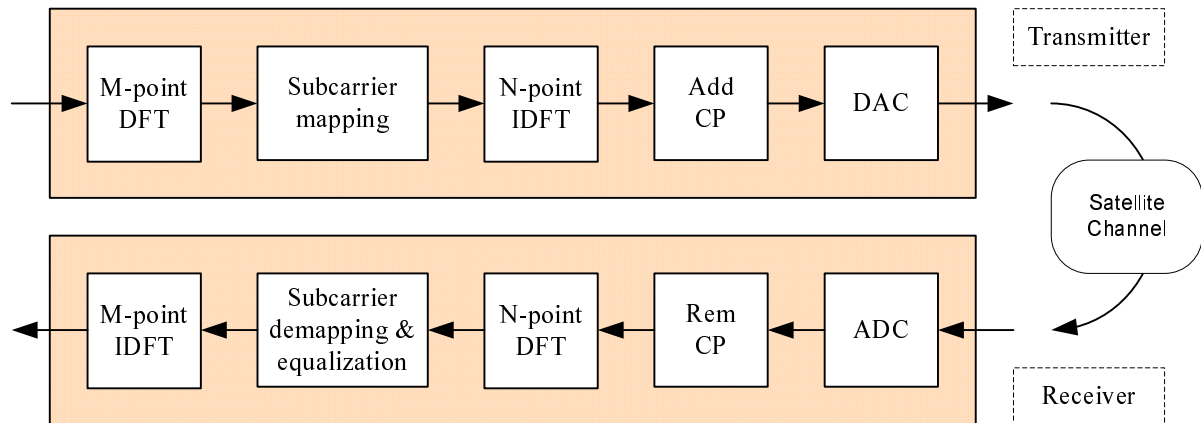 M-point
DFT
Subcarrier
mapping
N-point
IDFT
Add
CP
DAC
Transmitter
Satellite
Channel
M-point
IDFT
Subcarrier
demapping &
equalization
N-point
DFT
Rem
CP
ADC
Receiver